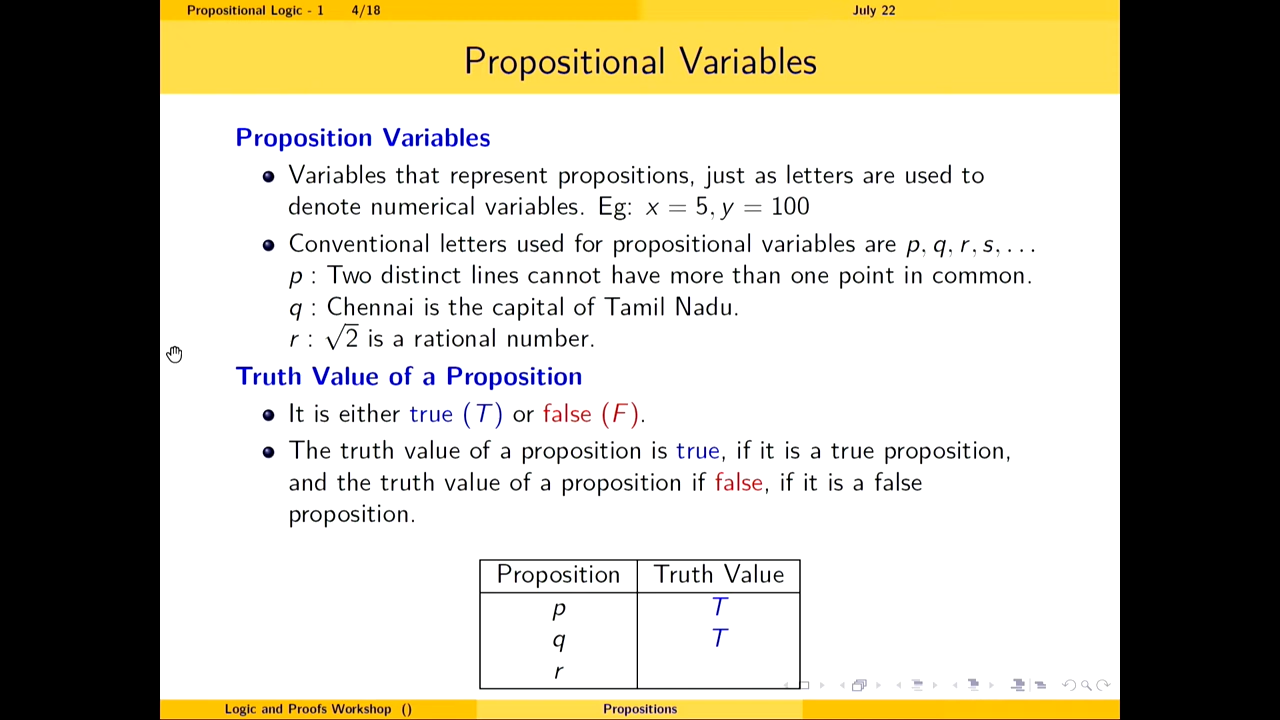 Propositional Logic - 1 4/18 July 22
Propositional Variables
Proposition Variables
Variables that represent propositions, just as letters are used to
denote numerical variables. Eg: x = 5, y = 100
Conventional letters used for propositional variables are p, q, r, s, ...
p : Two distinct lines cannot have more than one point in common.
q : Chennai is the capital of Tamil Nadu.
r : √2 is a rational number.
Truth Value of a Proposition
It is either true (T) or false (F).
The truth value of a proposition is true, if it is a true proposition,
and the truth value of a proposition if false, if it is a false
proposition.
Proposition Truth Value
p T
q T
r
Logic and Proofs Workshop () Propositions